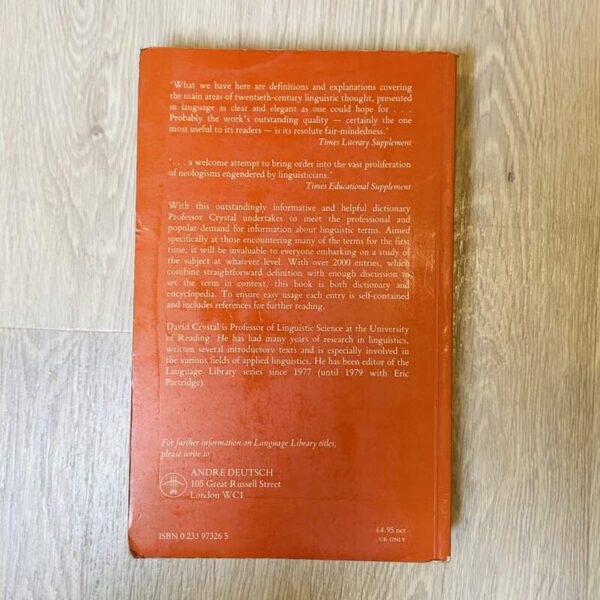 'What we have here are definitions and explanations covering
the main areas of twentieth-century linguistic thought, presented
in language as clear and elegant as one could hope for . . .
Probably the work's outstanding quality — certainly the one
most useful to its readers — is its resolute fair-mindedness.'
Times Literary Supplement
'. . . a welcome attempt to bring order into the vast proliferation
of neologisms engendered by linguisticians.'
Times Educational Supplement
With this outstandingly informative and helpful dictionary
Professor Crystal undertakes to meet the professional and
popular demand for information about linguistic terms. Aimed
specifically at those encountering many of the terms for the first
time, it will be invaluable to everyone embarking on a study of
the subject at whatever level. With over 2000 entries, which
combine straightforward definition with enough discussion to
set the term in context, this book is both dictionary and
encyclopedia. To ensure easy usage each entry is self-contained
and includes references for further reading.
David Crystal is Professor of Linguistic Science at the University
of Reading. He has had many years of research in linguistics,
written several introductory texts and is especially involved in
the various fields of applied linguistics. He has been editor of the
Language Library series since 1977 (until 1979 with Eric
Partridge).
For further information on Language Library titles,
please write to
ANDRE DEUTSCH
105 Great Russell Street
London WC1
ISBN 0 233 97326 5
£4.95 net
UK ONLY